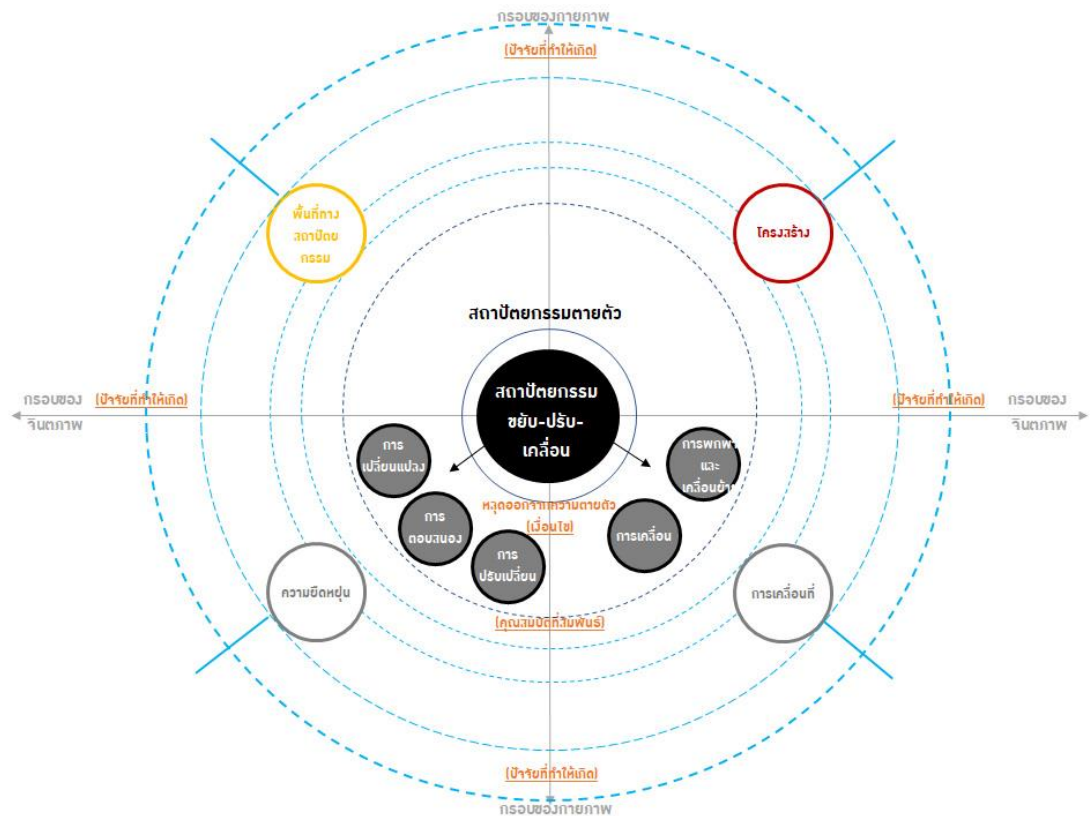 กรอบของกายภาพ
(ปัจจัยที่ทำให้เกิด)
พื้นที่ทาง
สถาปัตย
กรรม
โครงสร้าง
สถาปัตยกรรมตายตัว
สถาปัตยกรรม
ขยับ-ปรับ-
เคลื่อน
กรอบของ
จินตภาพ
(ปัจจัยที่ทำให้เกิด)
(ปัจจัยที่ทำให้เกิด)
กรอบของ
จินตภาพ
การ
เปลี่ยนแปลง
การพกพา
และ
เคลื่อนย้าย
หลุดออกจากความตายตัว
(เงื่อนไข)
การ
ตอบสนอง
การเคลื่อน
การ
ปรับเปลี่ยน
ความยืดหยุ่น
การเคลื่อนที่
(คุณสมบัติที่สัมพันธ์)
(ปัจจัยที่ทำให้เกิด)
กรอบของกายภาพ